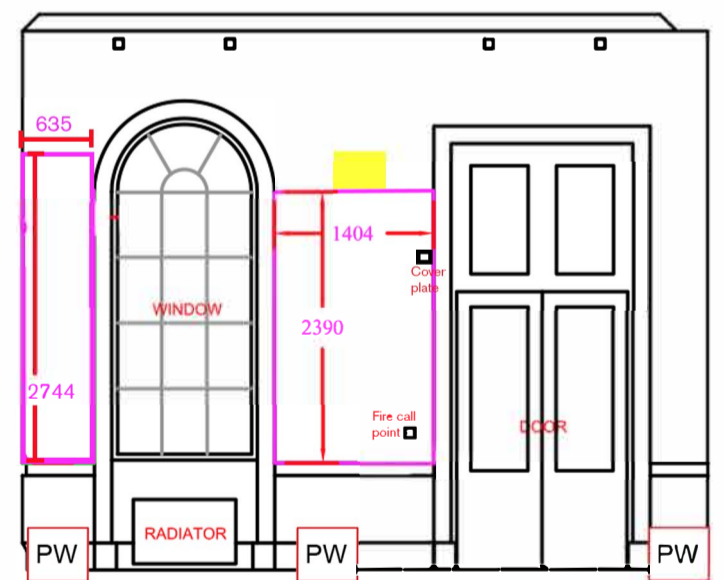 635
1404
Cover
plate
WINDOW
2390
2744
Fire call
point
DOOR
RADIATOR
PW
PW
PW